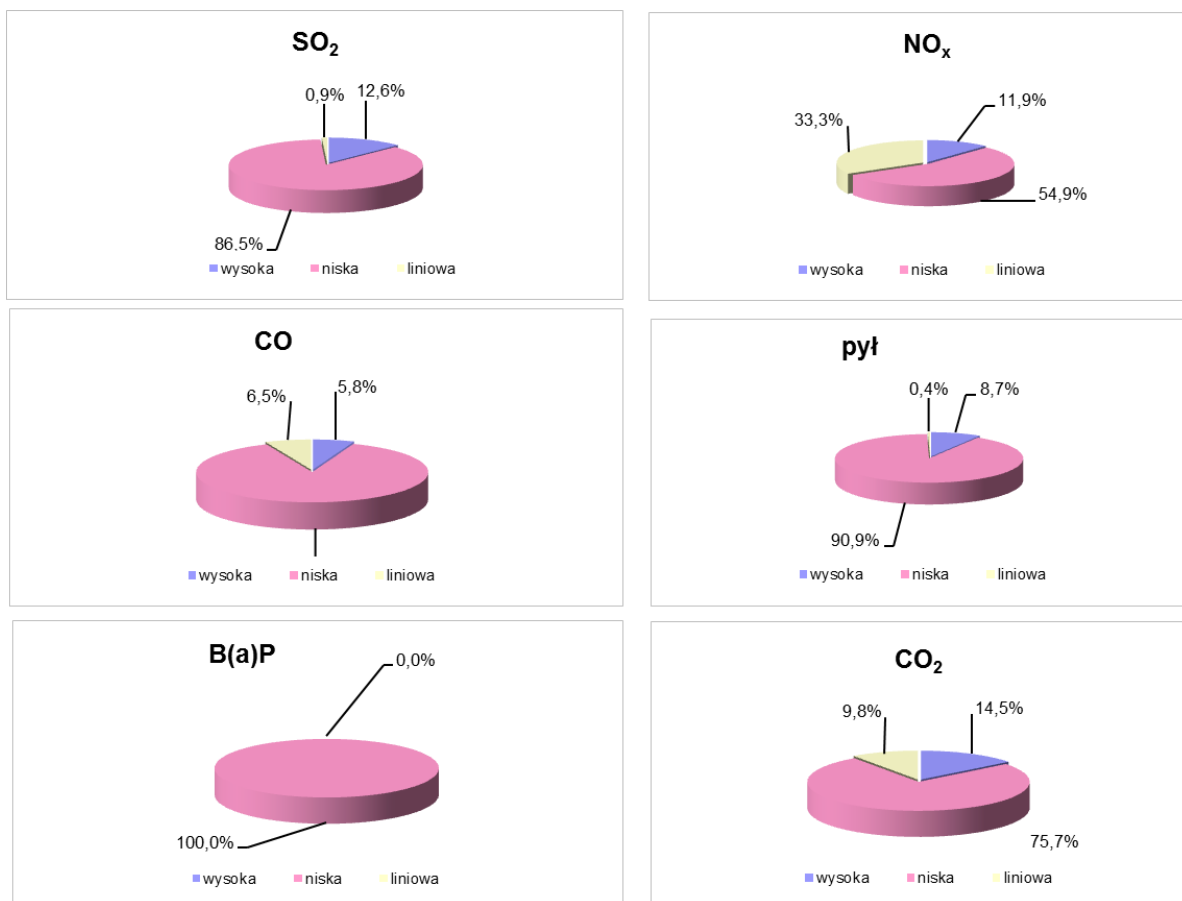 SO₂
0,9%
12,6%
86,5%
wysoka niska liniowa
NOₓ
33,3%
11,9%
54,9%
wysoka niska liniowa
CO
6,5%
5,8%
wysoka niska liniowa
pył
0,4%
8,7%
90,9%
wysoka niska liniowa
B(a)P
0,0%
100,0%
wysoka niska liniowa
CO₂
9,8%
14,5%
75,7%
wysoka niska liniowa